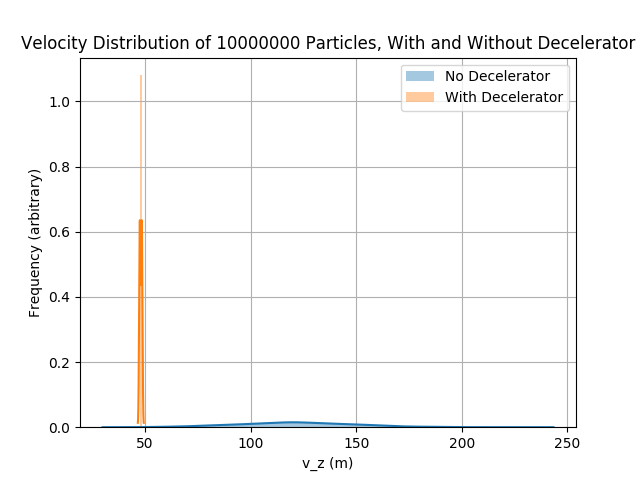 Velocity Distribution of 10000000 Particles, With and Without Decelerator
No Decelerator
With Decelerator
Frequency (arbitrary)
1.0
0.8
0.6
0.4
0.2
0.0
50
100
150
200
250
v_z (m)